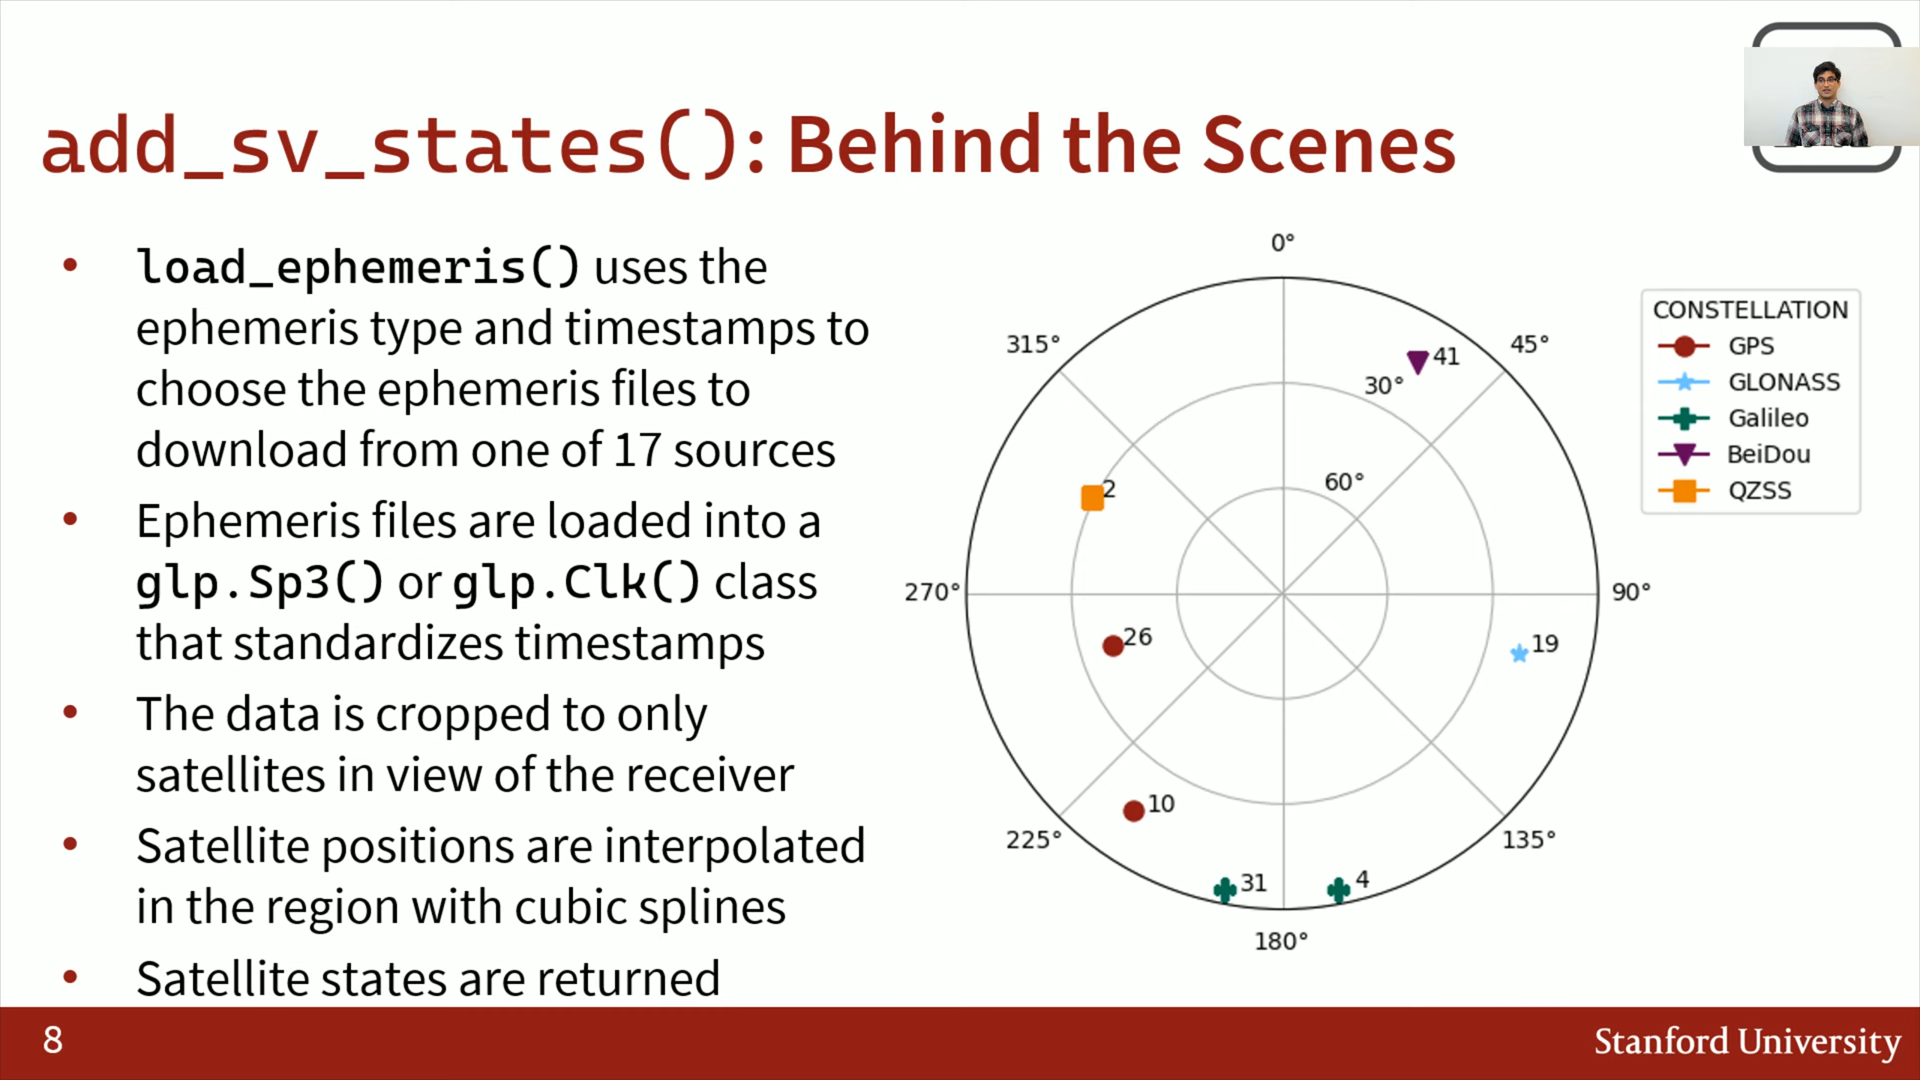 add_sv_states(): Behind the Scenes
• load_ephemeris() uses the
ephemeris type and timestamps to
choose the ephemeris files to
download from one of 17 sources
• Ephemeris files are loaded into a
glp.Sp3() or glp.Clk() class
that standardizes timestamps
• The data is cropped to only
satellites in view of the receiver
• Satellite positions are interpolated
in the region with cubic splines
• Satellite states are returned
0°
315°
45°
41
30°
60°
2
270°
90°
26
19
10
225°
135°
31
4
180°
CONSTELLATION
GPS
GLONASS
Galileo
BeiDou
QZSS
8
Stanford University